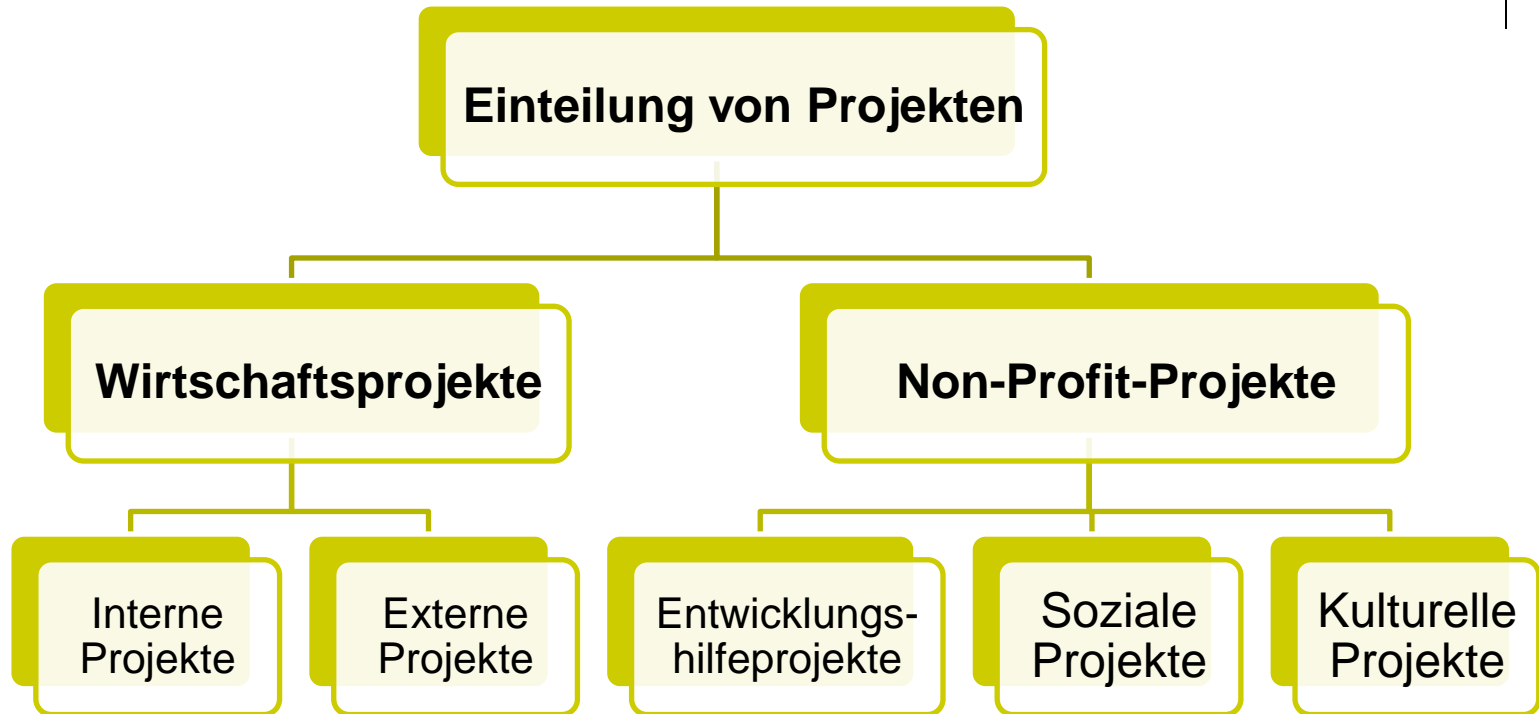 Einteilung von Projekten
Wirtschaftsprojekte
Non-Profit-Projekte
Interne
Projekte
Externe
Projekte
Entwicklungs-
hilfeprojekte
Soziale
Projekte
Kulturelle
Projekte